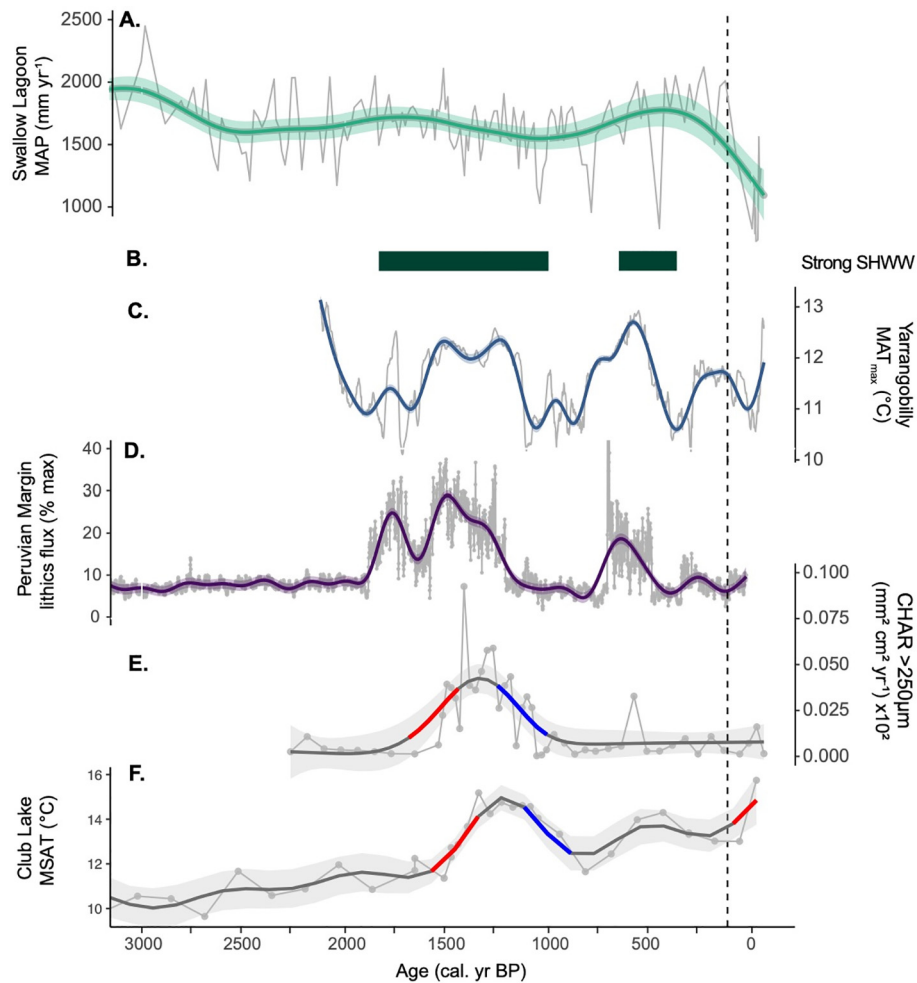 A.
2500
2000
1500
1000
Swallow Lagoon
MAP (mm yr⁻¹)
B.
Strong SHWW
C.
13
12
11
10
Yarrangobilly
MATmax (°C)
D.
40
30
20
10
0
Peruvian Margin
lithics flux (% max)
E.
0.100
0.075
0.050
0.025
0.000
CHAR >250µm
(mm² cm² yr⁻¹) x10²
F.
16
14
12
10
Club Lake
MSAT (°C)
3000 2500 2000 1500 1000 500 0
Age (cal. yr BP)